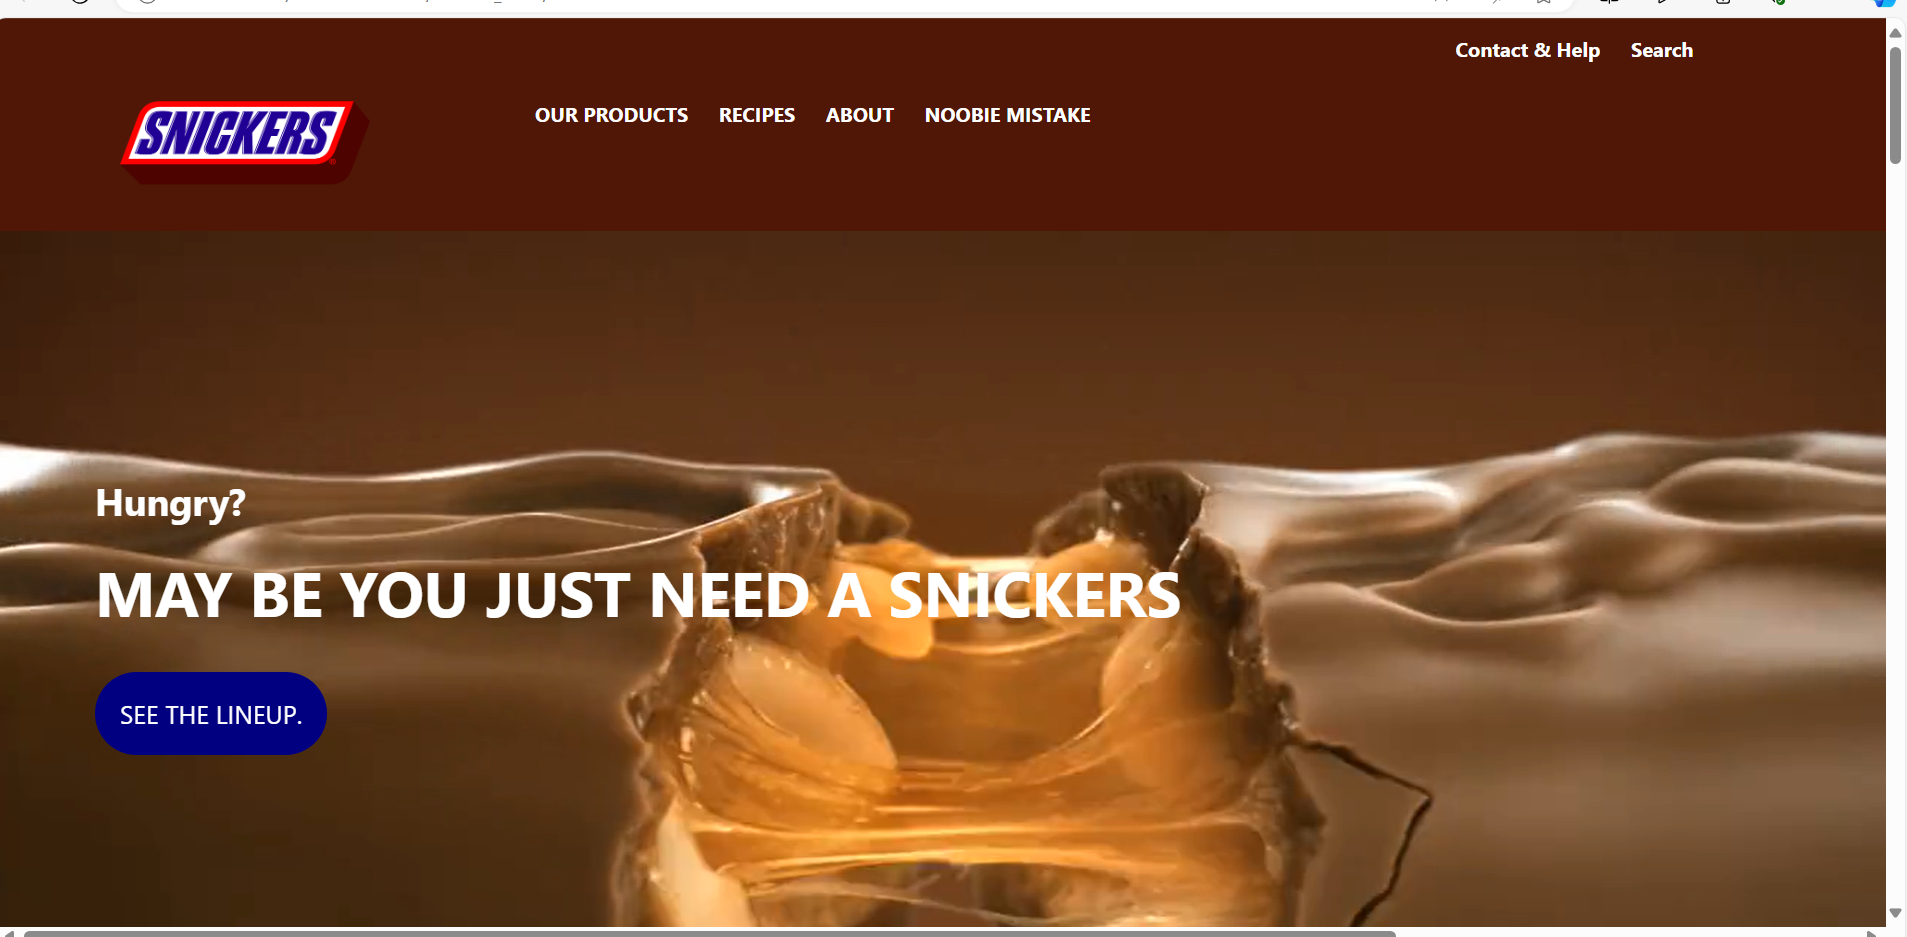 Contact & Help Search
SNICKERS
OUR PRODUCTS RECIPES ABOUT NOOBIE MISTAKE
Hungry?
MAY BE YOU JUST NEED A SNICKERS
SEE THE LINEUP.